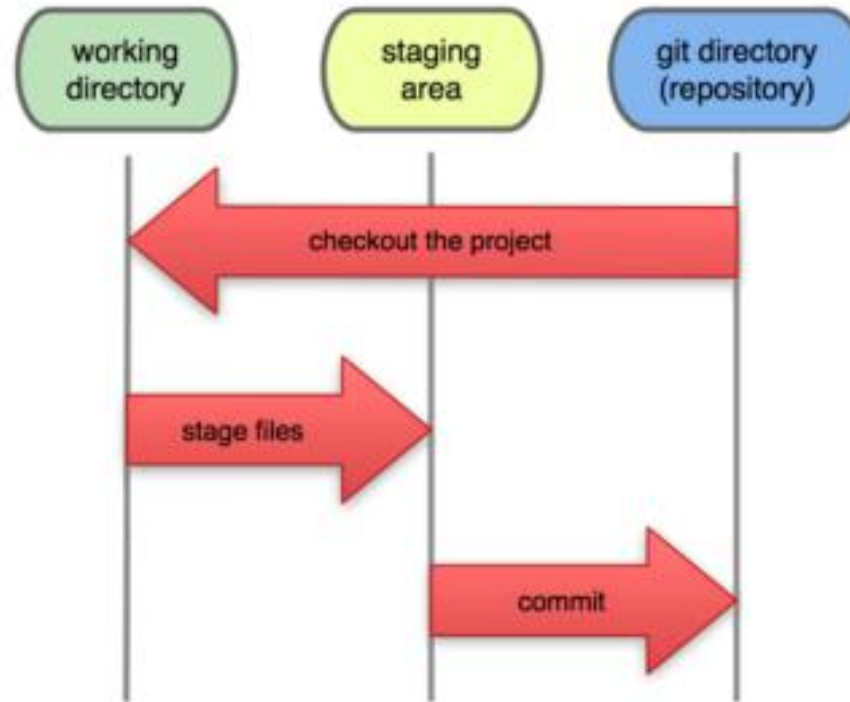 working
directory
staging
area
git directory
(repository)
checkout the project
stage files
commit